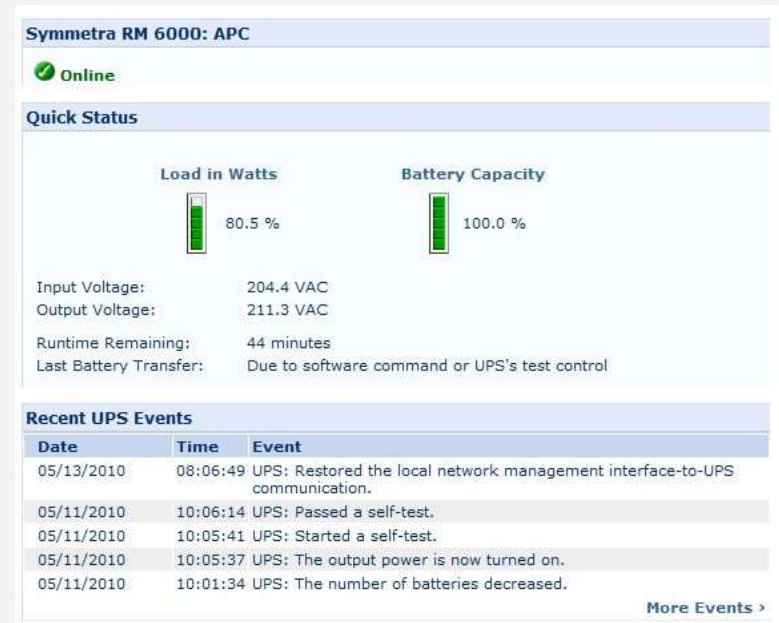 Symmetra RM 6000: APC
Online
Quick Status
Load in Watts Battery Capacity
80.5 % 100.0 %
Input Voltage: 204.4 VAC
Output Voltage: 211.3 VAC
Runtime Remaining: 44 minutes
Last Battery Transfer: Due to software command or UPS's test control
Recent UPS Events
Date Time Event
05/13/2010 08:06:49 UPS: Restored the local network management interface-to-UPS
communication.
05/11/2010 10:06:14 UPS: Passed a self-test.
05/11/2010 10:05:41 UPS: Started a self-test.
05/11/2010 10:05:37 UPS: The output power is now turned on.
05/11/2010 10:01:34 UPS: The number of batteries decreased.
More Events ›